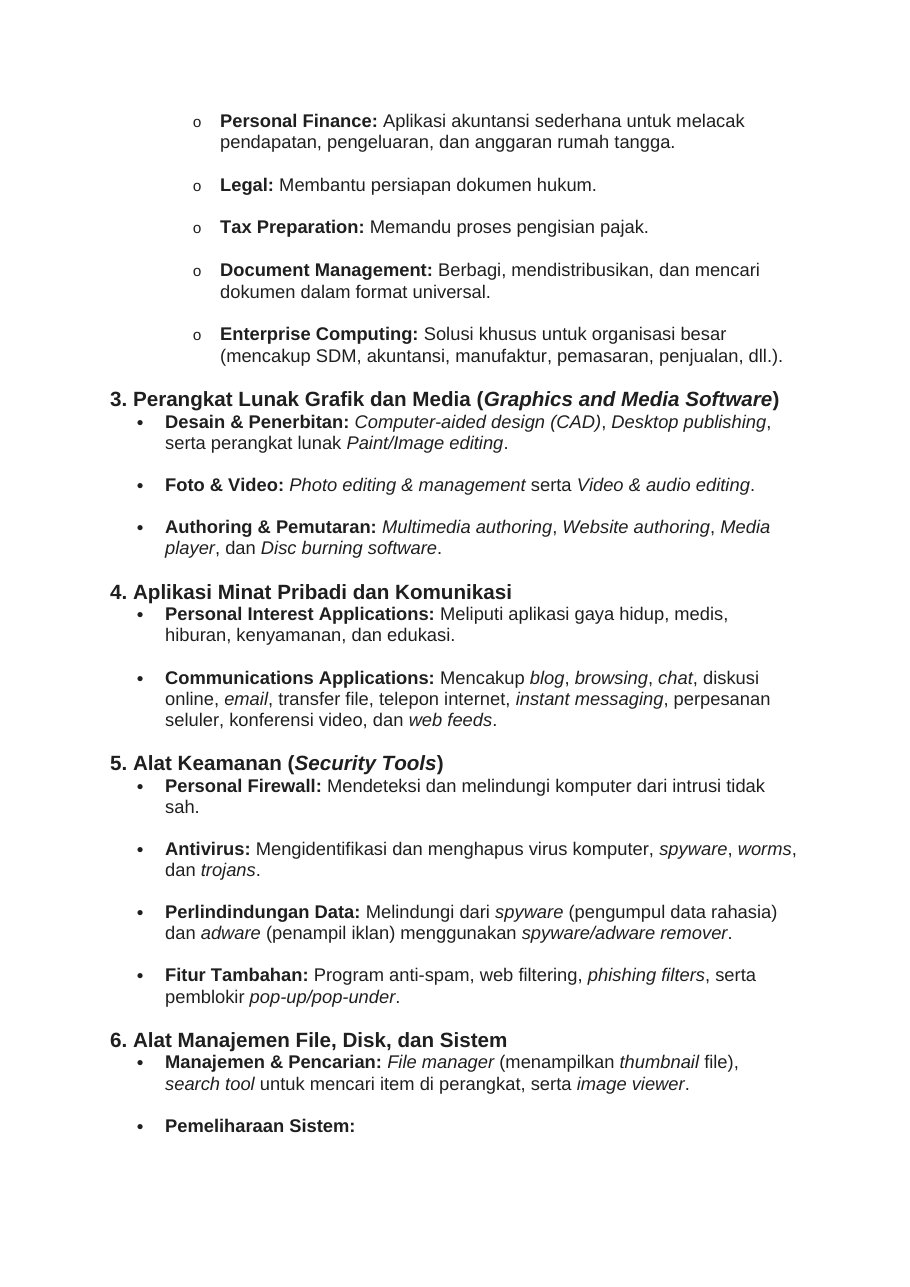 o Personal Finance: Aplikasi akuntansi sederhana untuk melacak
pendapatan, pengeluaran, dan anggaran rumah tangga.
o Legal: Membantu persiapan dokumen hukum.
o Tax Preparation: Memandu proses pengisian pajak.
o Document Management: Berbagi, mendistribusikan, dan mencari
dokumen dalam format universal.
o Enterprise Computing: Solusi khusus untuk organisasi besar
(mencakup SDM, akuntansi, manufaktur, pemasaran, penjualan, dll.).
3. Perangkat Lunak Grafik dan Media (Graphics and Media Software)
• Desain & Penerbitan: Computer-aided design (CAD), Desktop publishing,
serta perangkat lunak Paint/Image editing.
• Foto & Video: Photo editing & management serta Video & audio editing.
• Authoring & Pemutaran: Multimedia authoring, Website authoring, Media
player, dan Disc burning software.
4. Aplikasi Minat Pribadi dan Komunikasi
• Personal Interest Applications: Meliputi aplikasi gaya hidup, medis,
hiburan, kenyamanan, dan edukasi.
• Communications Applications: Mencakup blog, browsing, chat, diskusi
online, email, transfer file, telepon internet, instant messaging, perpesanan
seluler, konferensi video, dan web feeds.
5. Alat Keamanan (Security Tools)
• Personal Firewall: Mendeteksi dan melindungi komputer dari intrusi tidak
sah.
• Antivirus: Mengidentifikasi dan menghapus virus komputer, spyware, worms,
dan trojans.
• Perlindindungan Data: Melindungi dari spyware (pengumpul data rahasia)
dan adware (penampil iklan) menggunakan spyware/adware remover.
• Fitur Tambahan: Program anti-spam, web filtering, phishing filters, serta
pemblokir pop-up/pop-under.
6. Alat Manajemen File, Disk, dan Sistem
• Manajemen & Pencarian: File manager (menampilkan thumbnail file),
search tool untuk mencari item di perangkat, serta image viewer.
• Pemeliharaan Sistem: